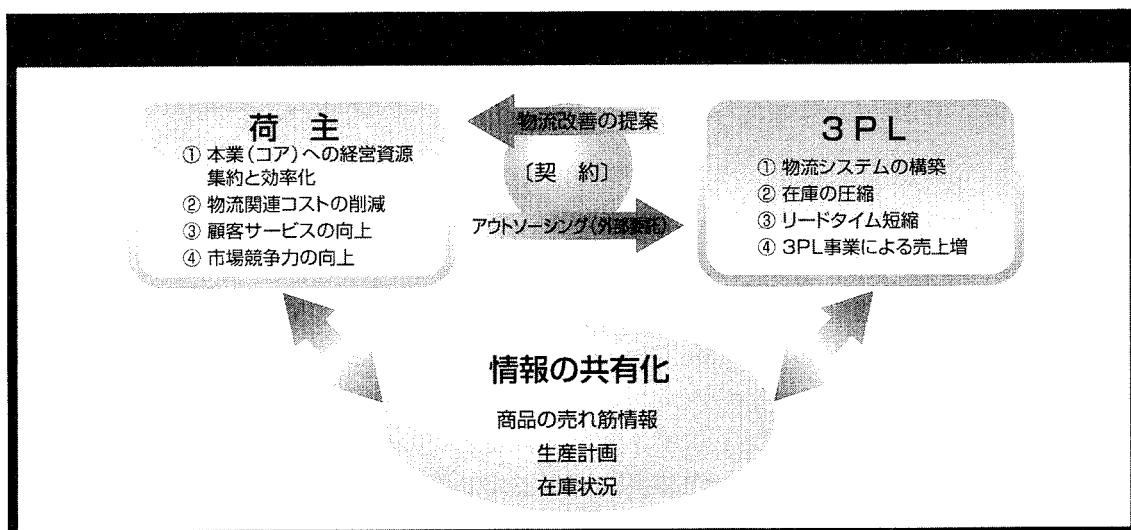 荷 主
① 本業(コア)への経営資源
集約と効率化
② 物流関連コストの削減
③ 顧客サービスの向上
④ 市場競争力の向上
物流改善の提案
〔契 約〕
アウトソーシング(外部委託)
3PL
① 物流システムの構築
② 在庫の圧縮
③ リードタイム短縮
④ 3PL事業による売上増
情報の共有化
商品の売れ筋情報
生産計画
在庫状況